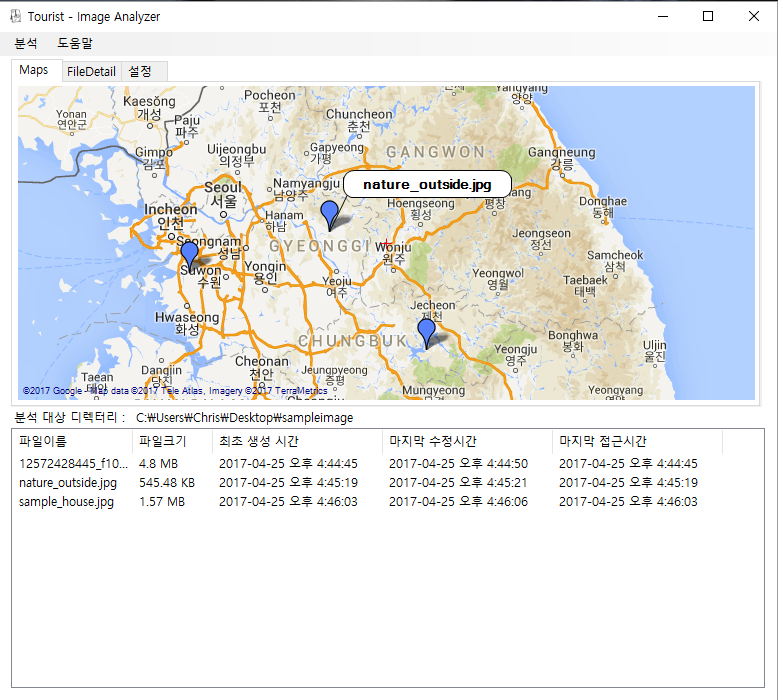 Tourist - Image Analyzer
분석 도움말
Maps FileDetail 설정
Kaesŏng
개성
Pocheon
포천
Yangyang
양양
Yonan
연안군
Paju
파주
Chuncheon
춘천
Uijeongbu
의정부
Gapyeong
가평
GANGWON
Gimpo
김포
Gangneung
강릉
Seoul
서울
Namyangju
남양주
nature_outside.jpg
Incheon
인천
Hanam
하남
Hoengseong
횡성
평창
Donghae
동해
Seongnam
성남
GYEONGGI
Wonju
원주
Jeongseon
정선
Samcheok
삼척
Suwon
수원
Yongin
용인
Yeoju
여주
Yeongwol
영월
Taebaek
태백
Hwaseong
화성
Jecheon
제천
CHUNGBUK
Bonghwa
봉화
Uljin
울진
Cheonan
천안
Yeongju
영주
Dangjin
당진
Jeungpyeong
증평
Taean
태안
Mungyeong
문경
Yeongyang
©2017 Google - Map data ©2017 Tele Atlas, Imagery ©2017 TerraMetrics
분석 대상 디렉터리 : C:₩Users₩Chris₩Desktop₩sampleimage
파일이름 파일크기 최초 생성 시간 마지막 수정시간 마지막 접근시간
12572428445_f10... 4.8 MB 2017-04-25 오후 4:44:45 2017-04-25 오후 4:44:50 2017-04-25 오후 4:44:45
nature_outside.jpg 545.48 KB 2017-04-25 오후 4:45:19 2017-04-25 오후 4:45:21 2017-04-25 오후 4:45:19
sample_house.jpg 1.57 MB 2017-04-25 오후 4:46:03 2017-04-25 오후 4:46:06 2017-04-25 오후 4:46:03